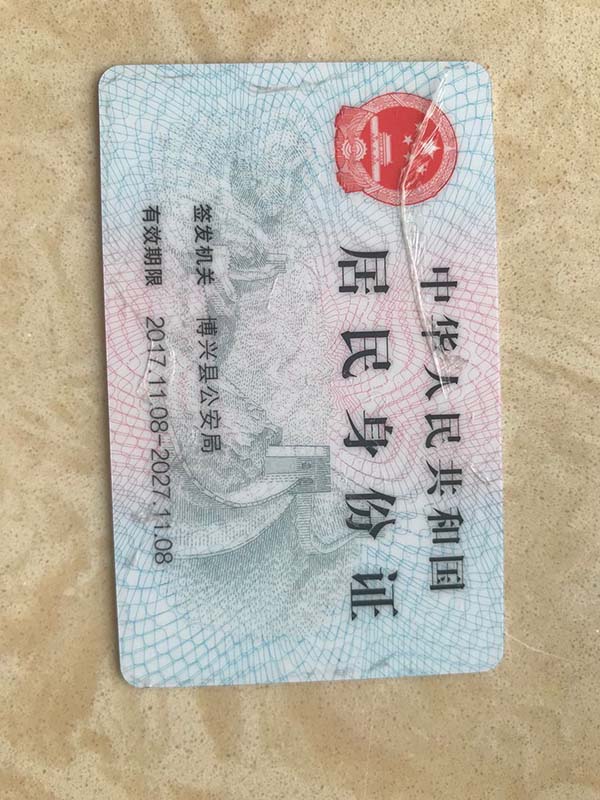 中华人民共和国
居民身份证
签发机关 博兴县公安局
有效期限 2017.11.08-2027.11.08